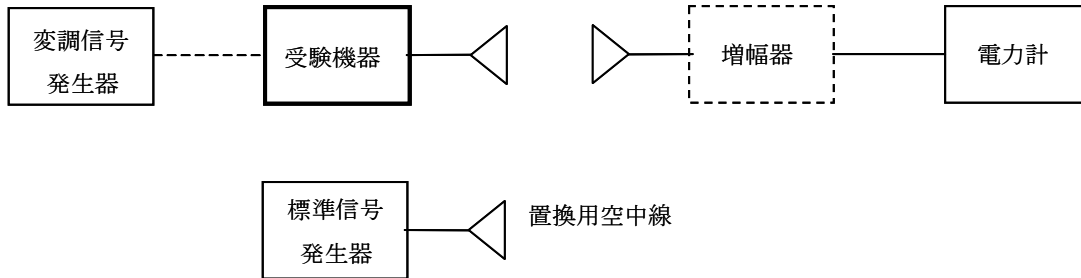 変調信号
発生器
受験機器
増幅器
電力計
標準信号
発生器
置換用空中線